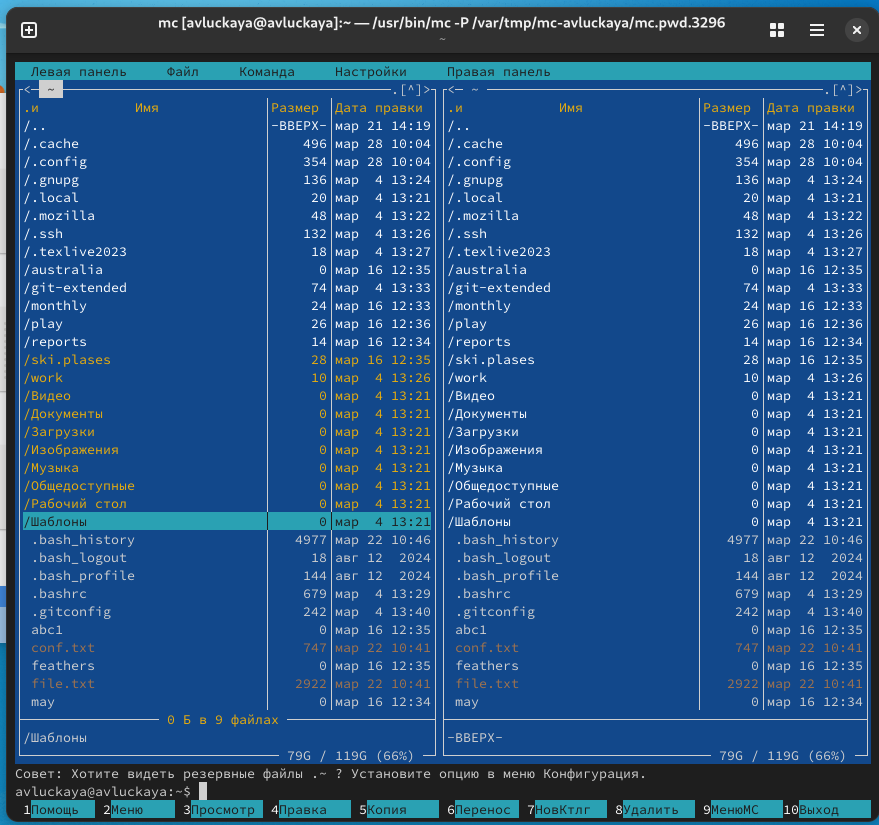 mc [avluckaya@avluckaya]:~ — /usr/bin/mc -P /var/tmp/mc-avluckaya/mc.pwd.3296
~
Левая панель Файл Команда Настройки Правая панель
<— ~ .[^]> <— ~ .[^]>
.и Имя Размер Дата правки .и Имя Размер Дата правки
/.. -ВВЕРХ- мар 21 14:19 /.. -ВВЕРХ- мар 21 14:19
/.cache 496 мар 28 10:04 /.cache 496 мар 28 10:04
/.config 354 мар 28 10:04 /.config 354 мар 28 10:04
/.gnupg 136 мар 4 13:24 /.gnupg 136 мар 4 13:24
/.local 20 мар 4 13:21 /.local 20 мар 4 13:21
/.mozilla 48 мар 4 13:22 /.mozilla 48 мар 4 13:22
/.ssh 132 мар 4 13:26 /.ssh 132 мар 4 13:26
/.texlive2023 18 мар 4 13:27 /.texlive2023 18 мар 4 13:27
/australia 0 мар 16 12:35 /australia 0 мар 16 12:35
/git-extended 74 мар 4 13:33 /git-extended 74 мар 4 13:33
/monthly 24 мар 16 12:33 /monthly 24 мар 16 12:33
/play 26 мар 16 12:36 /play 26 мар 16 12:36
/reports 14 мар 16 12:34 /reports 14 мар 16 12:34
/ski.plases 28 мар 16 12:35 /ski.plases 28 мар 16 12:35
/work 10 мар 4 13:26 /work 10 мар 4 13:26
/Видео 0 мар 4 13:21 /Видео 0 мар 4 13:21
/Документы 0 мар 4 13:21 /Документы 0 мар 4 13:21
/Загрузки 0 мар 4 13:21 /Загрузки 0 мар 4 13:21
/Изображения 0 мар 4 13:21 /Изображения 0 мар 4 13:21
/Музыка 0 мар 4 13:21 /Музыка 0 мар 4 13:21
/Общедоступные 0 мар 4 13:21 /Общедоступные 0 мар 4 13:21
/Рабочий стол 0 мар 4 13:21 /Рабочий стол 0 мар 4 13:21
/Шаблоны 0 мар 4 13:21 /Шаблоны 0 мар 4 13:21
.bash_history 4977 мар 22 10:46 .bash_history 4977 мар 22 10:46
.bash_logout 18 авг 12 2024 .bash_logout 18 авг 12 2024
.bash_profile 144 авг 12 2024 .bash_profile 144 авг 12 2024
.bashrc 679 мар 4 13:29 .bashrc 679 мар 4 13:29
.gitconfig 242 мар 4 13:40 .gitconfig 242 мар 4 13:40
abc1 0 мар 16 12:35 abc1 0 мар 16 12:35
conf.txt 747 мар 22 10:41 conf.txt 747 мар 22 10:41
feathers 0 мар 16 12:35 feathers 0 мар 16 12:35
file.txt 2922 мар 22 10:41 file.txt 2922 мар 22 10:41
may 0 мар 16 12:34 may 0 мар 16 12:34
0 Б в 9 файлах
/Шаблоны -ВВЕРХ-
79G / 119G (66%) 79G / 119G (66%)
Совет: Хотите видеть резервные файлы .~ ? Установите опцию в меню Конфигурация.
avluckaya@avluckaya:~$
1Помощь 2Меню 3Просмотр 4Правка 5Копия 6Перенос 7НовКтлг 8Удалить 9МенюMC 10Выход